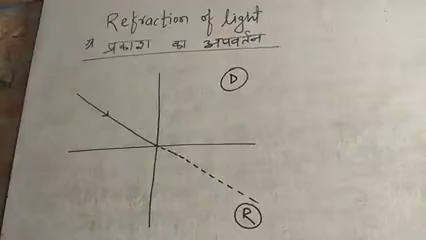 Refraction of light
प्रकाश का अपवर्तन
D
R